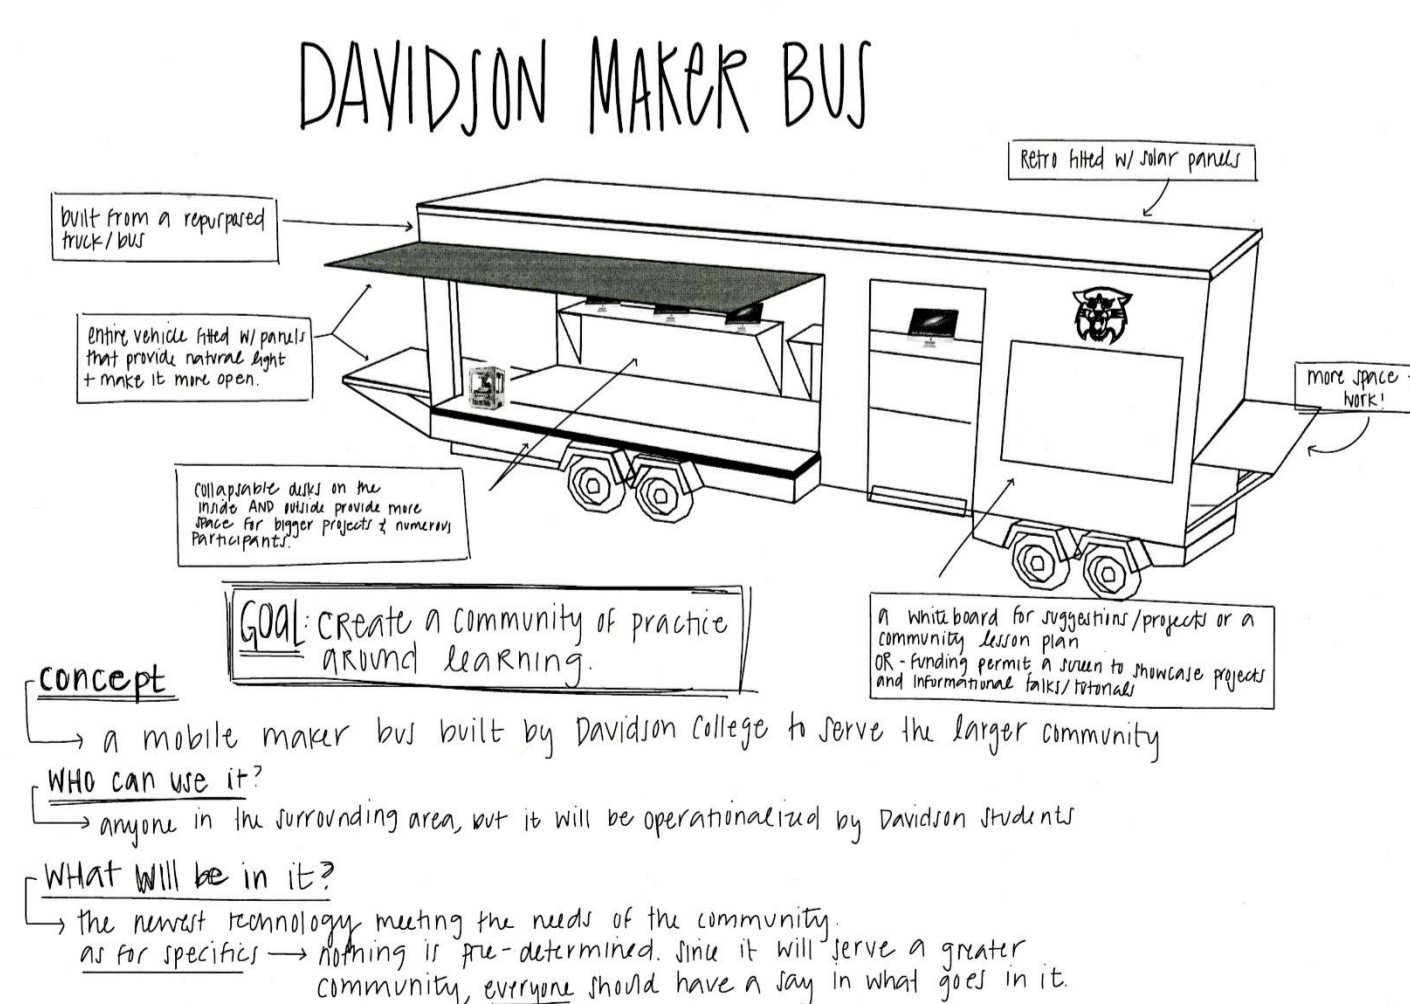 DAVIDSON MAKER BUS
Retro fitted w/ solar panels
built from a repurposed
truck/bus
entire vehicle fitted w/ panels
that provide natural light
+ make it more open.
more space
work!
collapsable desks on the
inside AND outside provide more
space for bigger projects & numerous
participants.
GOAL: create a community of practice
around learning.
a whiteboard for suggestions/projects or a
community lesson plan
OR - funding permit, a screen to showcase projects
and informational talks/tutorials
concept
→ a mobile maker bus built by Davidson College to serve the larger community
WHO can use it?
→ anyone in the surrounding area, but it will be operationalized by Davidson students
WHAT WILL be in it?
→ the newest technology meeting the needs of the community.
as for specifics → nothing is pre-determined. since it will serve a greater
community, everyone should have a say in what goes in it.